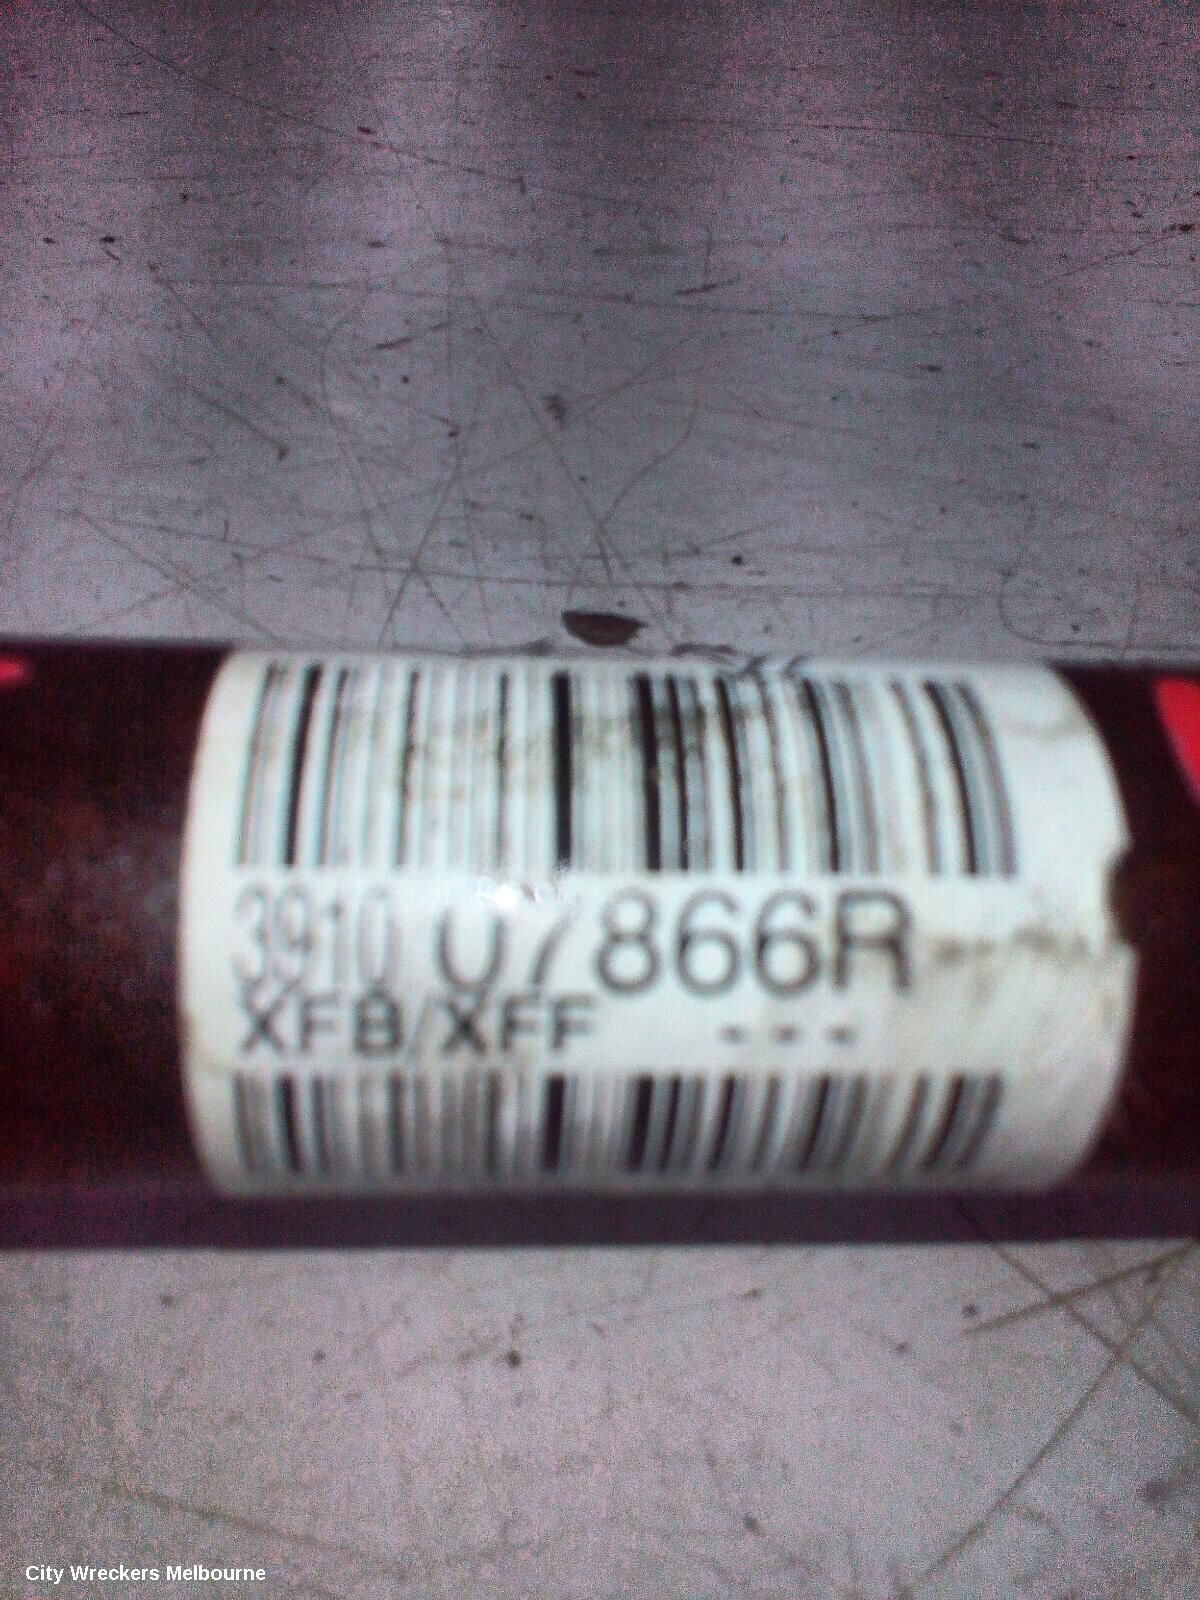 3910 07866R
XFB/XFF ---
City Wreckers Melbourne